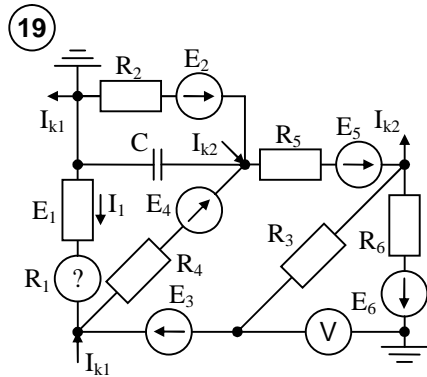 19
R2 E2
Ik1 C Ik2 R5 E5 Ik2
E1 I1 E4
R3 R6
R1 ? R4
E3 V E6
Ik1